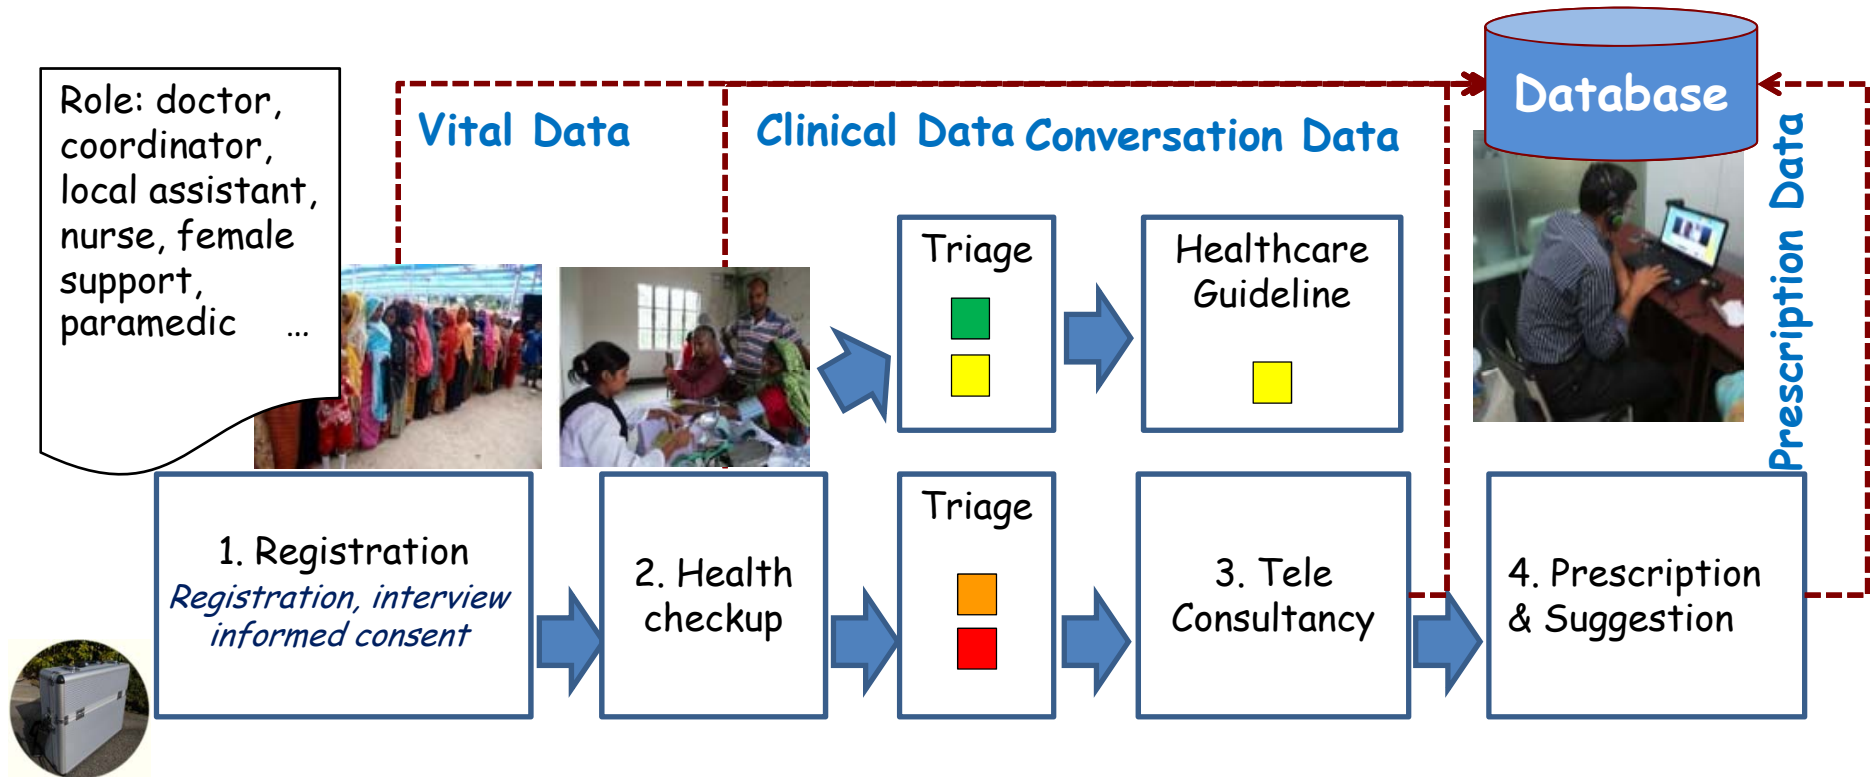 Role: doctor,
coordinator,
local assistant,
nurse, female
support,
paramedic ...
Vital Data
Clinical Data
Conversation Data
Database
Prescription Data
Triage
Healthcare
Guideline
1. Registration
Registration, interview
informed consent
2. Health
checkup
Triage
3. Tele
Consultancy
4. Prescription
& Suggestion